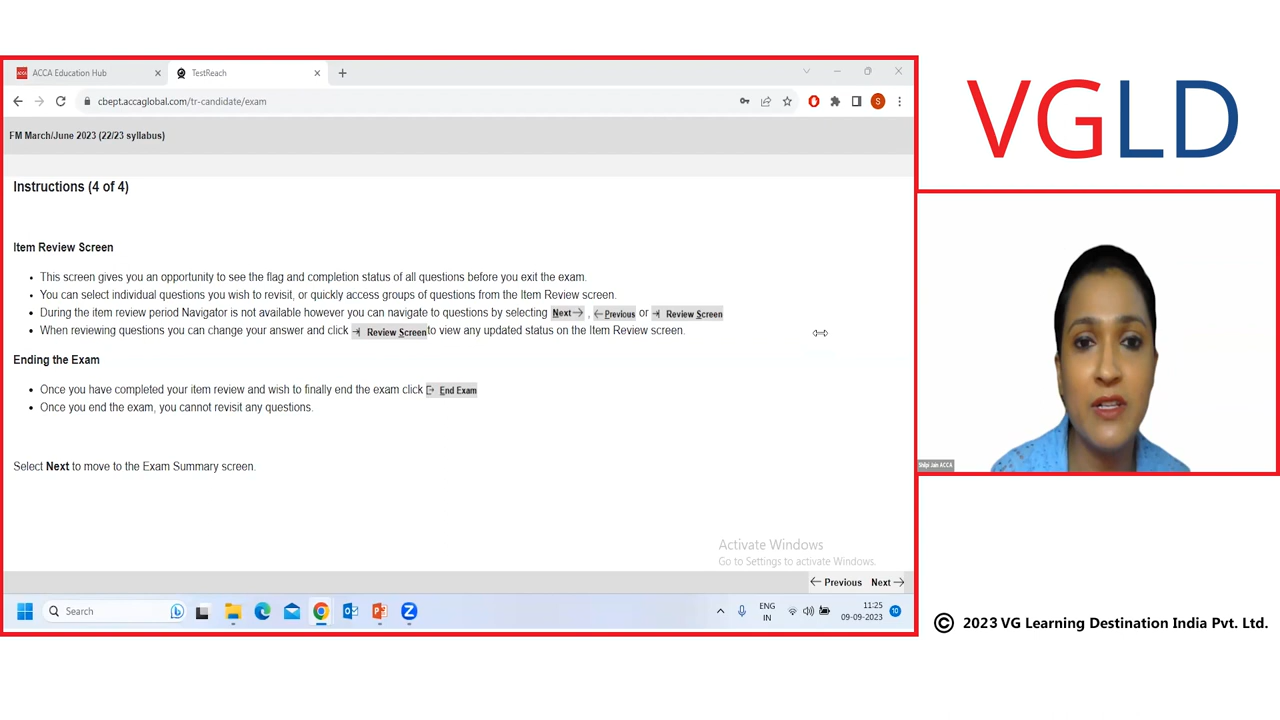 ACCA Education Hub
TestReach
cbept.accaglobal.com/tr-candidate/exam
S
FM March/June 2023 (22/23 syllabus)
Instructions (4 of 4)
Item Review Screen
• This screen gives you an opportunity to see the flag and completion status of all questions before you exit the exam.
• You can select individual questions you wish to revisit, or quickly access groups of questions from the Item Review screen.
• During the item review period Navigator is not available however you can navigate to questions by selecting Next→ , ←Previous or Review Screen
• When reviewing questions you can change your answer and click Review Screen to view any updated status on the Item Review screen.
Ending the Exam
• Once you have completed your item review and wish to finally end the exam click End Exam
• Once you end the exam, you cannot revisit any questions.
Select Next to move to the Exam Summary screen.
Activate Windows
Go to Settings to activate Windows.
← Previous Next →
Search
ENG
IN
11:25
09-09-2023
10
VGLD
Shilpi Jain ACCA
© 2023 VG Learning Destination India Pvt. Ltd.